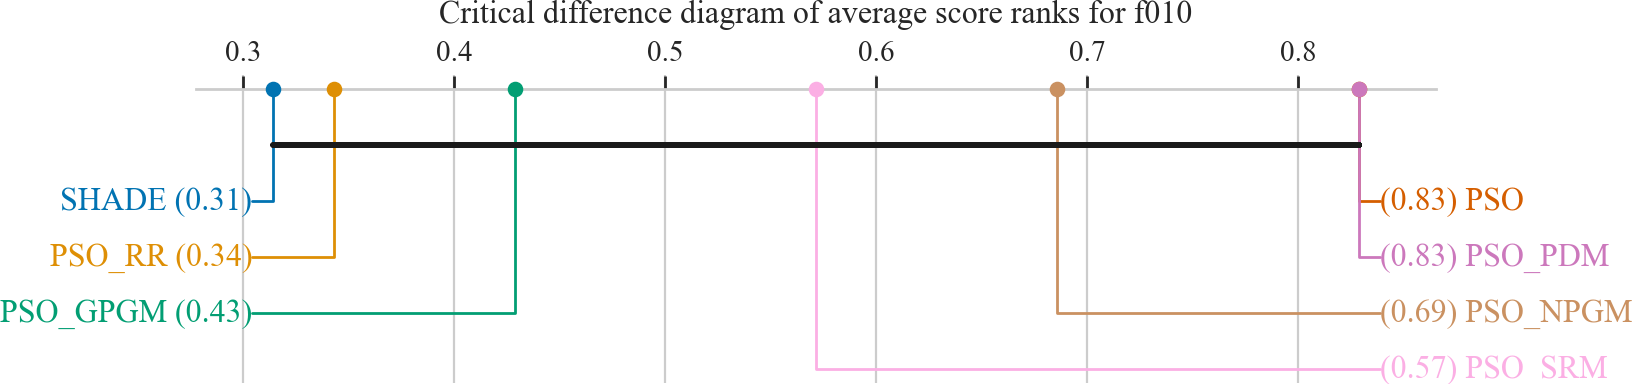 Critical difference diagram of average score ranks for f010
0.3 0.4 0.5 0.6 0.7 0.8
SHADE (0.31) (0.83) PSO
PSO_RR (0.34) (0.83) PSO_PDM
PSO_GPGM (0.43) (0.69) PSO_NPGM
(0.57) PSO_SRM